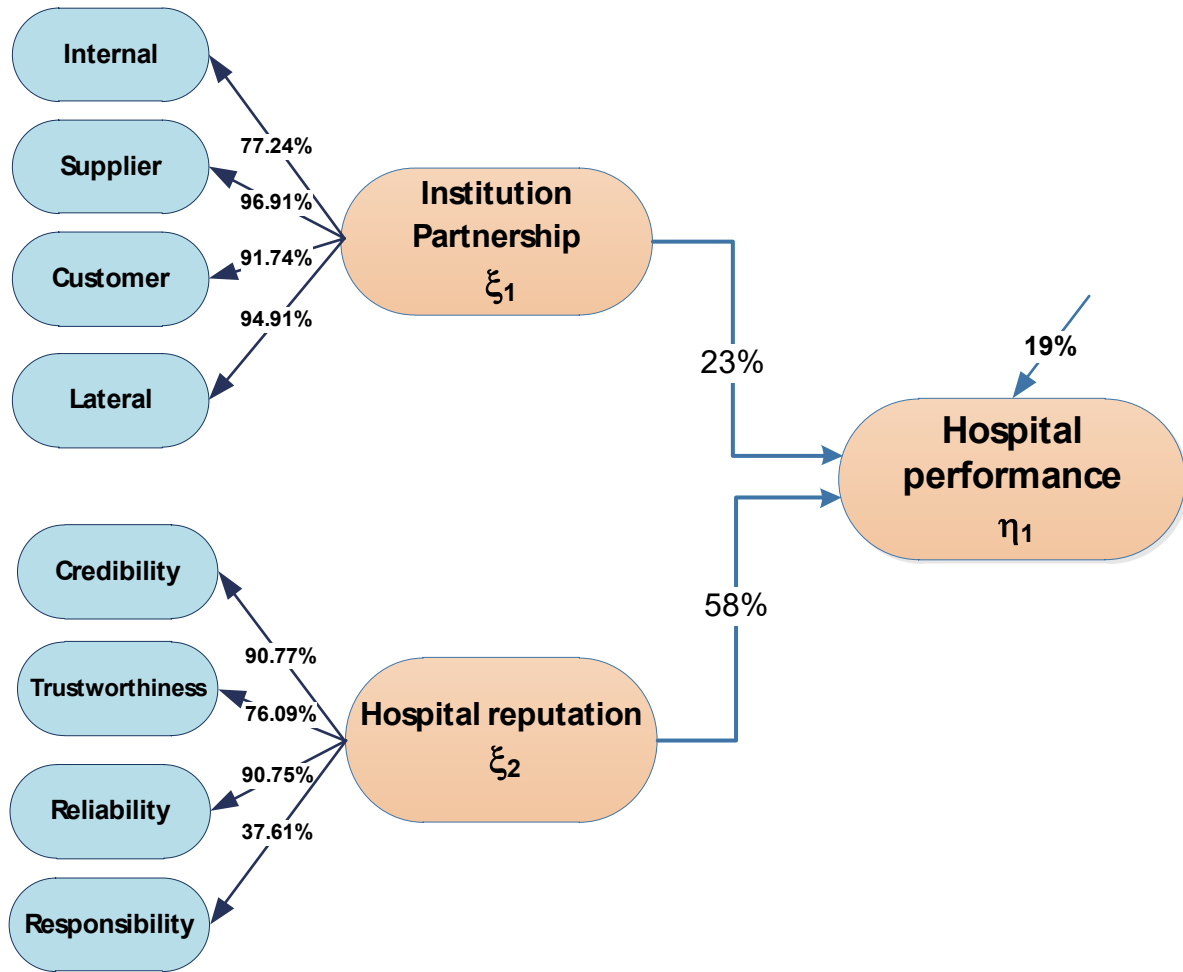 Internal
77.24%
Supplier
96.91%
Customer
91.74%
94.91%
Lateral
Institution
Partnership
ξ1
23%
19%
Hospital
performance
η1
Credibility
90.77%
Trustworthiness
76.09%
Reliability
90.75%
37.61%
Responsibility
Hospital reputation
ξ2
58%